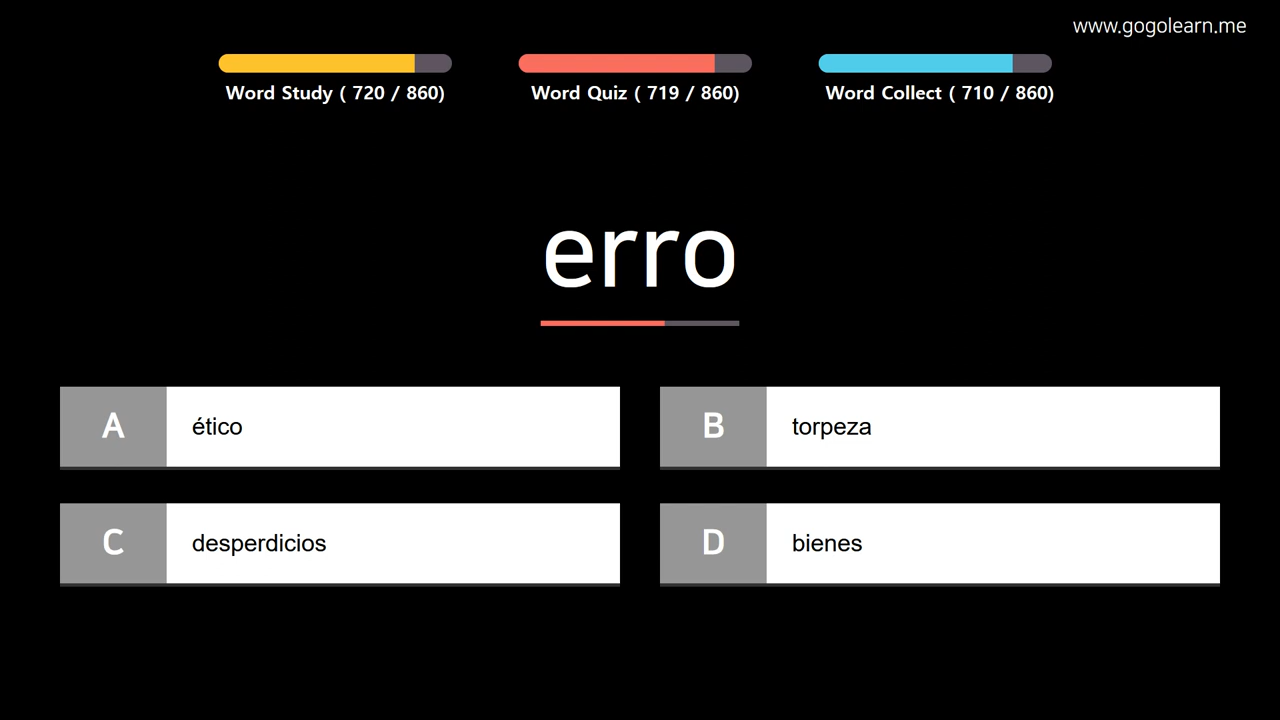 www.gogolearn.me
Word Study ( 720 / 860)
Word Quiz ( 719 / 860)
Word Collect ( 710 / 860)
erro
A
ético
B
torpeza
C
desperdicios
D
bienes